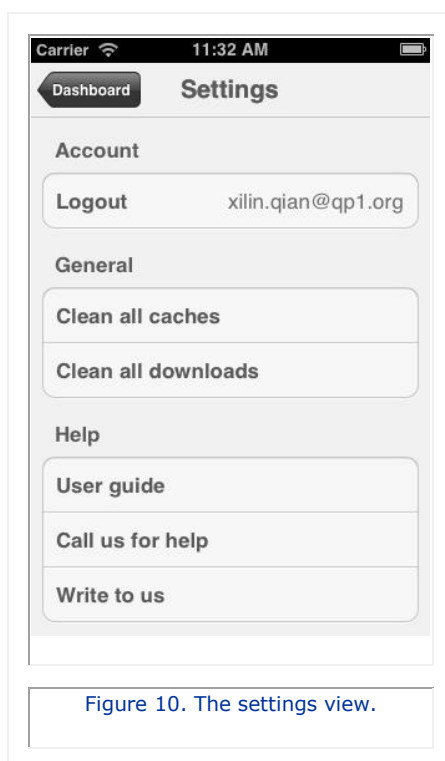 Carrier 11:32 AM
Dashboard Settings
Account
Logout xilin.qian@qp1.org
General
Clean all caches
Clean all downloads
Help
User guide
Call us for help
Write to us
Figure 10. The settings view.